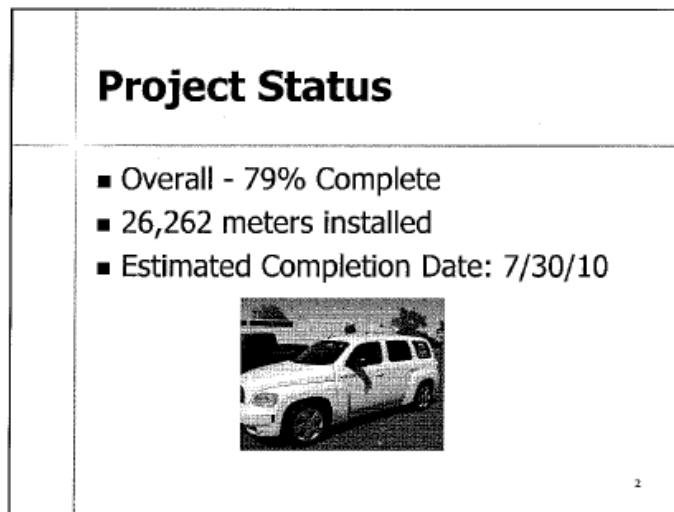 Project Status
■ Overall - 79% Complete
■ 26,262 meters installed
■ Estimated Completion Date: 7/30/10
2